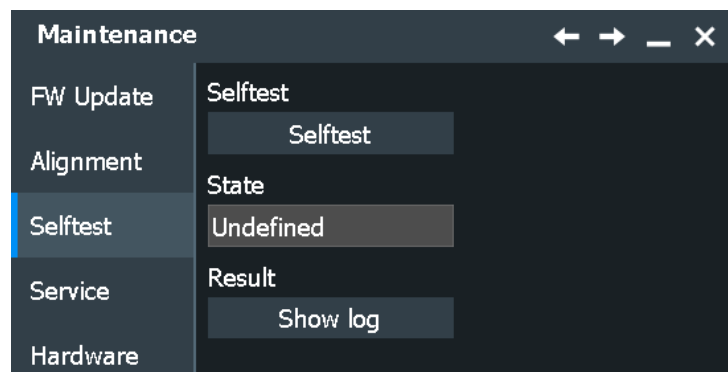 Maintenance
FW Update
Alignment
Selftest
Service
Hardware
Selftest
Selftest
State
Undefined
Result
Show log